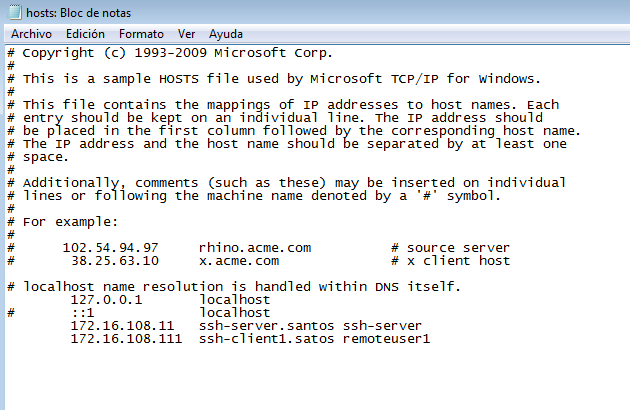 hosts: Bloc de notas
Archivo Edición Formato Ver Ayuda
# Copyright (c) 1993-2009 Microsoft Corp.
#
# This is a sample HOSTS file used by Microsoft TCP/IP for Windows.
#
# This file contains the mappings of IP addresses to host names. Each
# entry should be kept on an individual line. The IP address should
# be placed in the first column followed by the corresponding host name.
# The IP address and the host name should be separated by at least one
# space.
#
# Additionally, comments (such as these) may be inserted on individual
# lines or following the machine name denoted by a '#' symbol.
#
# For example:
#
#      102.54.94.97     rhino.acme.com          # source server
#       38.25.63.10     x.acme.com              # x client host

# localhost name resolution is handled within DNS itself.
        127.0.0.1       localhost
#       ::1             localhost
        172.16.108.11   ssh-server.santos ssh-server
        172.16.108.111  ssh-client1.satos remoteuser1